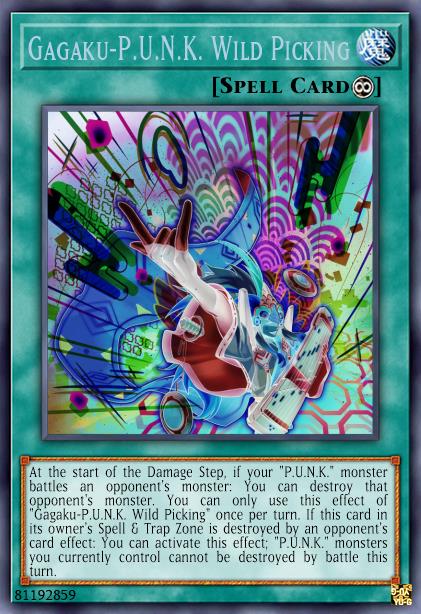 GAGAKU-P.U.N.K. WILD PICKING
魔
[SPELL CARD]
At the start of the Damage Step, if your "P.U.N.K." monster
battles an opponent's monster: You can destroy that
opponent's monster. You can only use this effect of
"Gagaku-P.U.N.K. Wild Picking" once per turn. If this card in
its owner's Spell & Trap Zone is destroyed by an opponent's
card effect: You can activate this effect; "P.U.N.K." monsters
you currently control cannot be destroyed by battle this
turn.
81192859